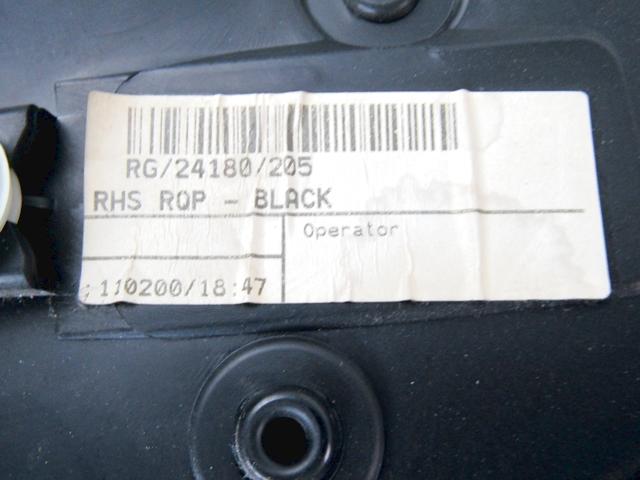 RG/24180/205
RHS RQP - BLACK
Operator
:110200/18:47